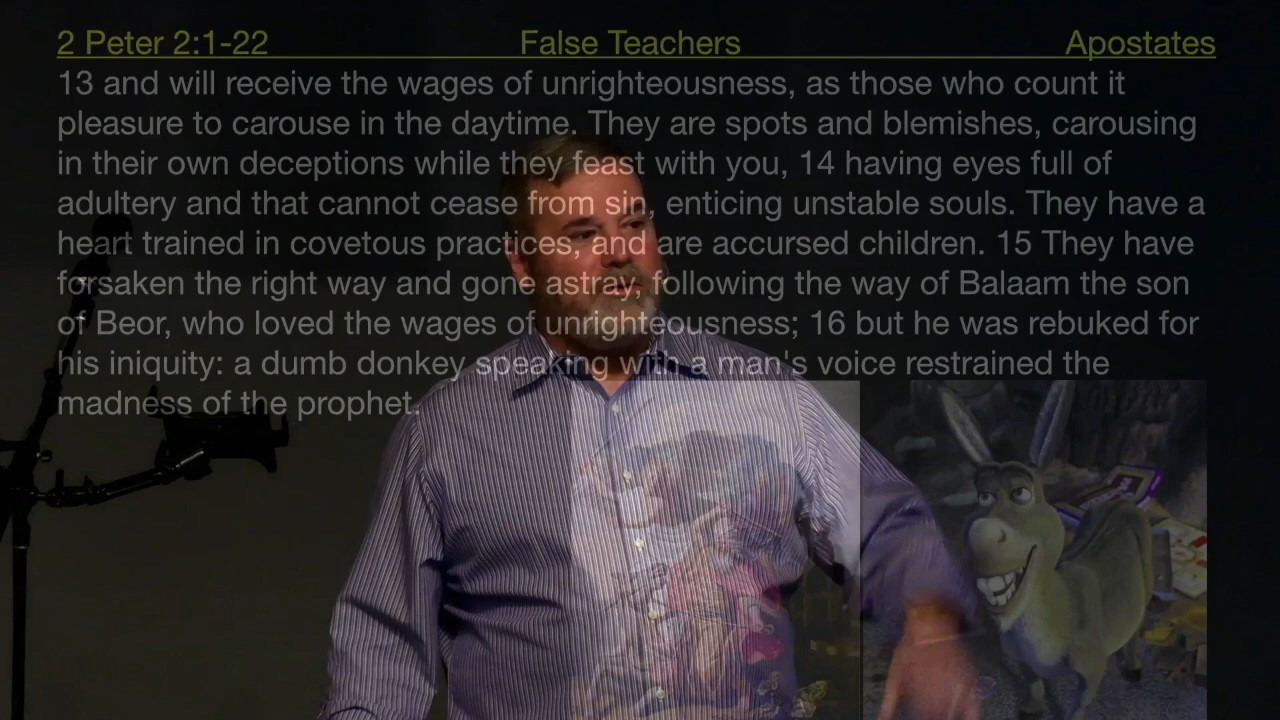 2 Peter 2:1-22 False Teachers Apostates
13 and will receive the wages of unrighteousness, as those who count it
pleasure to carouse in the daytime. They are spots and blemishes, carousing
in their own deceptions while they feast with you, 14 having eyes full of
adultery and that cannot cease from sin, enticing unstable souls. They have a
heart trained in covetous practices, and are accursed children. 15 They have
forsaken the right way and gone astray, following the way of Balaam the son
of Beor, who loved the wages of unrighteousness; 16 but he was rebuked for
his iniquity: a dumb donkey speaking with a man's voice restrained the
madness of the prophet.